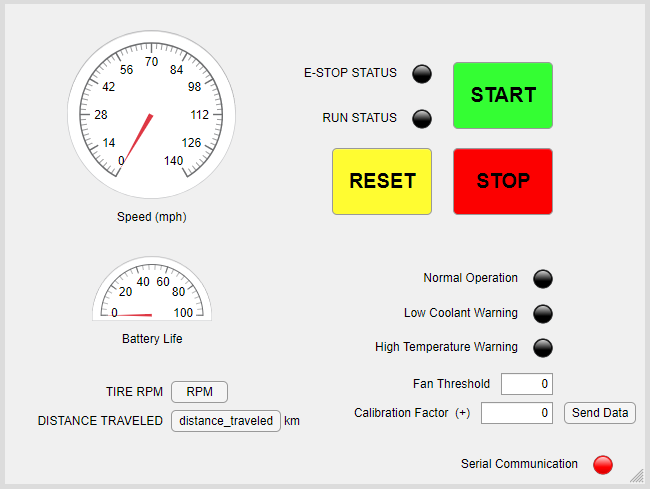 70
56 84
42 98
28 112
14 126
0 140
Speed (mph)
E-STOP STATUS
START
RUN STATUS
RESET STOP
40 60
20 80
0 100
Battery Life
Normal Operation
Low Coolant Warning
High Temperature Warning
TIRE RPM RPM
DISTANCE TRAVELED distance_traveled km
Fan Threshold 0
Calibration Factor (+) 0 Send Data
Serial Communication